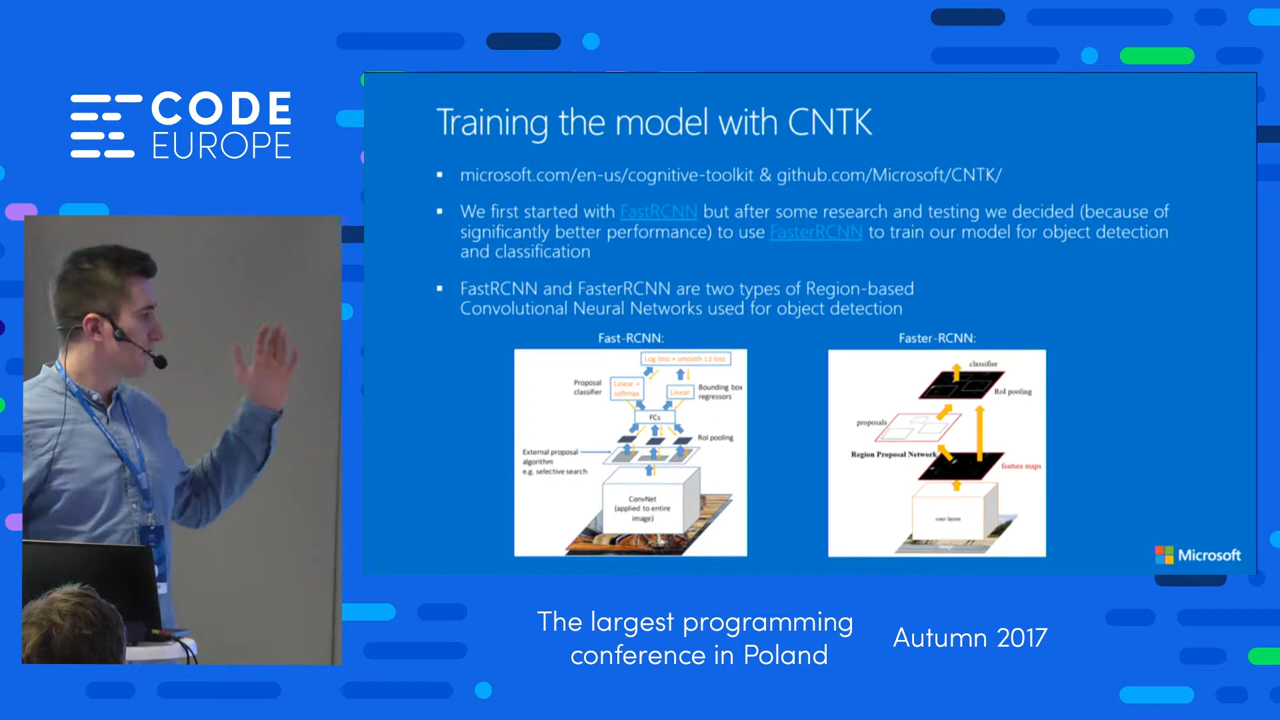 CODE
EUROPE
Training the model with CNTK
microsoft.com/en-us/cognitive-toolkit & github.com/Microsoft/CNTK/
We first started with FastRCNN but after some research and testing we decided (because of
significantly better performance) to use FasterRCNN to train our model for object detection
and classification
FastRCNN and FasterRCNN are two types of Region-based
Convolutional Neural Networks used for object detection
Fast-RCNN:
Log loss + smooth L1 loss
Proposal
classifier
Linear +
softmax
Linear
Bounding box
regressors
FCs
RoI pooling
External proposal
algorithm
e.g. selective search
ConvNet
(applied to entire
image)
Faster-RCNN:
classifier
RoI pooling
proposals
Region Proposal Network
feature maps
conv layers
image
Microsoft
The largest programming
conference in Poland
Autumn 2017